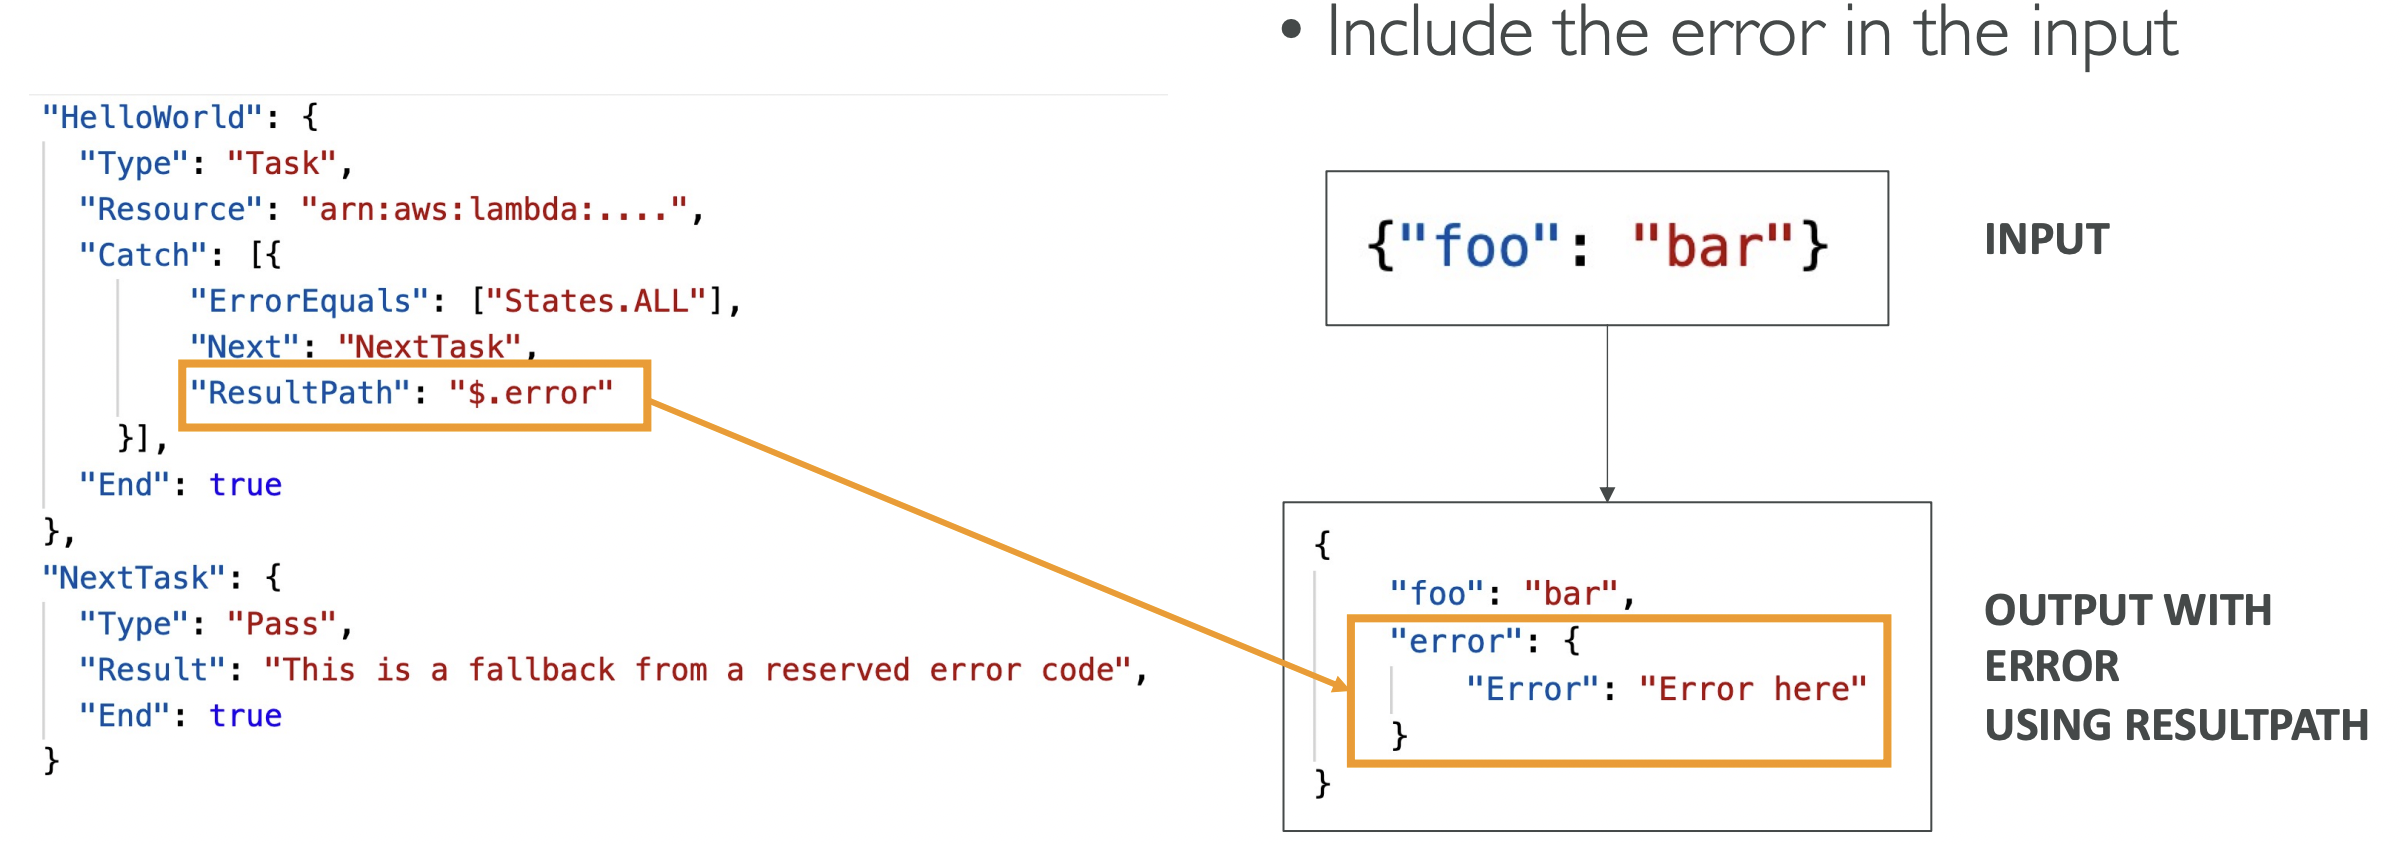 • Include the error in the input
"HelloWorld": {
"Type": "Task",
"Resource": "arn:aws:lambda:....",
"Catch": [{
"ErrorEquals": ["States.ALL"],
"Next": "NextTask",
"ResultPath": "$.error"
}],
"End": true
},
"NextTask": {
"Type": "Pass",
"Result": "This is a fallback from a reserved error code",
"End": true
}
{"foo": "bar"}
INPUT
{
"foo": "bar",
"error": {
"Error": "Error here"
}
}
OUTPUT WITH
ERROR
USING RESULTPATH